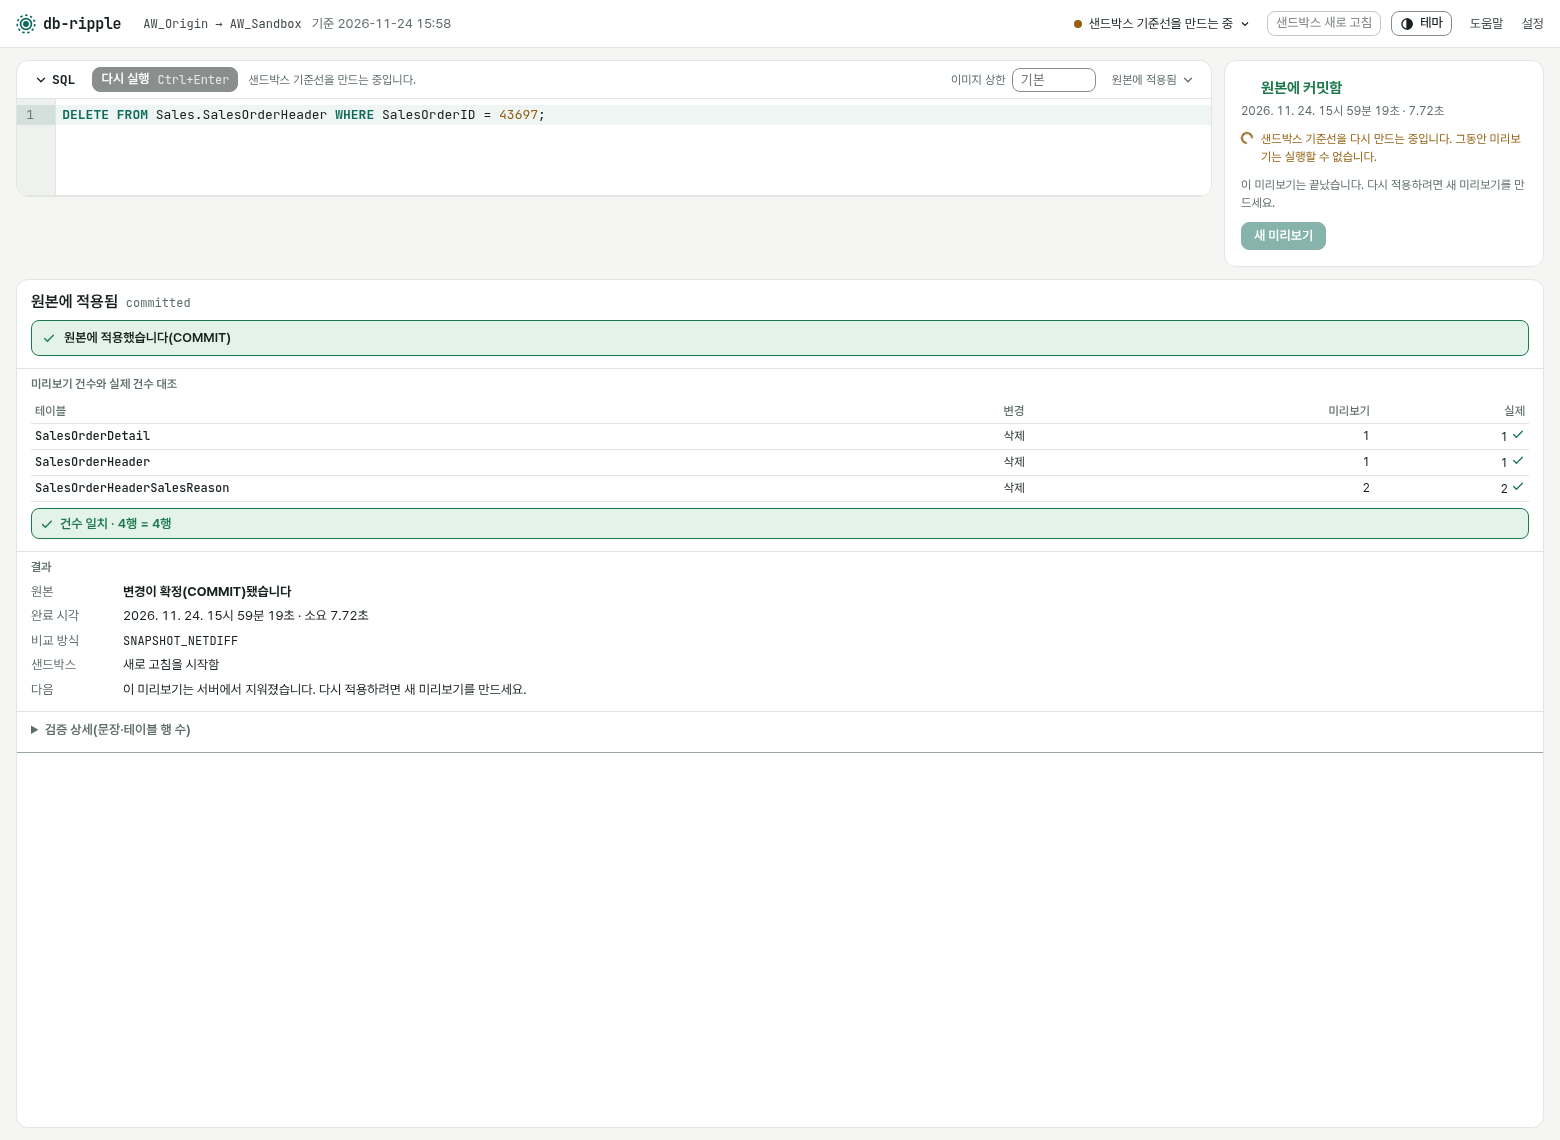 db-ripple AW_Origin → AW_Sandbox 기준 2026-11-24 15:58 샌드박스 기준선을 만드는 중 샌드박스 새로 고침 테마 도움말 설정
SQL 다시 실행 Ctrl+Enter 샌드박스 기준선을 만드는 중입니다. 이미지 상한 기본 원본에 적용됨
1 DELETE FROM Sales.SalesOrderHeader WHERE SalesOrderID = 43697;
원본에 커밋함
2026. 11. 24. 15시 59분 19초 · 7.72초
샌드박스 기준선을 다시 만드는 중입니다. 그동안 미리보
기는 실행할 수 없습니다.
이 미리보기는 끝났습니다. 다시 적용하려면 새 미리보기를 만
드세요.
새 미리보기
원본에 적용됨 committed
원본에 적용했습니다(COMMIT)
미리보기 건수와 실제 건수 대조
테이블 변경 미리보기 실제
SalesOrderDetail 삭제 1 1
SalesOrderHeader 삭제 1 1
SalesOrderHeaderSalesReason 삭제 2 2
건수 일치 · 4행 = 4행
결과
원본 변경이 확정(COMMIT)됐습니다
완료 시각 2026. 11. 24. 15시 59분 19초 · 소요 7.72초
비교 방식 SNAPSHOT_NETDIFF
샌드박스 새로 고침을 시작함
다음 이 미리보기는 서버에서 지워졌습니다. 다시 적용하려면 새 미리보기를 만드세요.
검증 상세(문장·테이블 행 수)